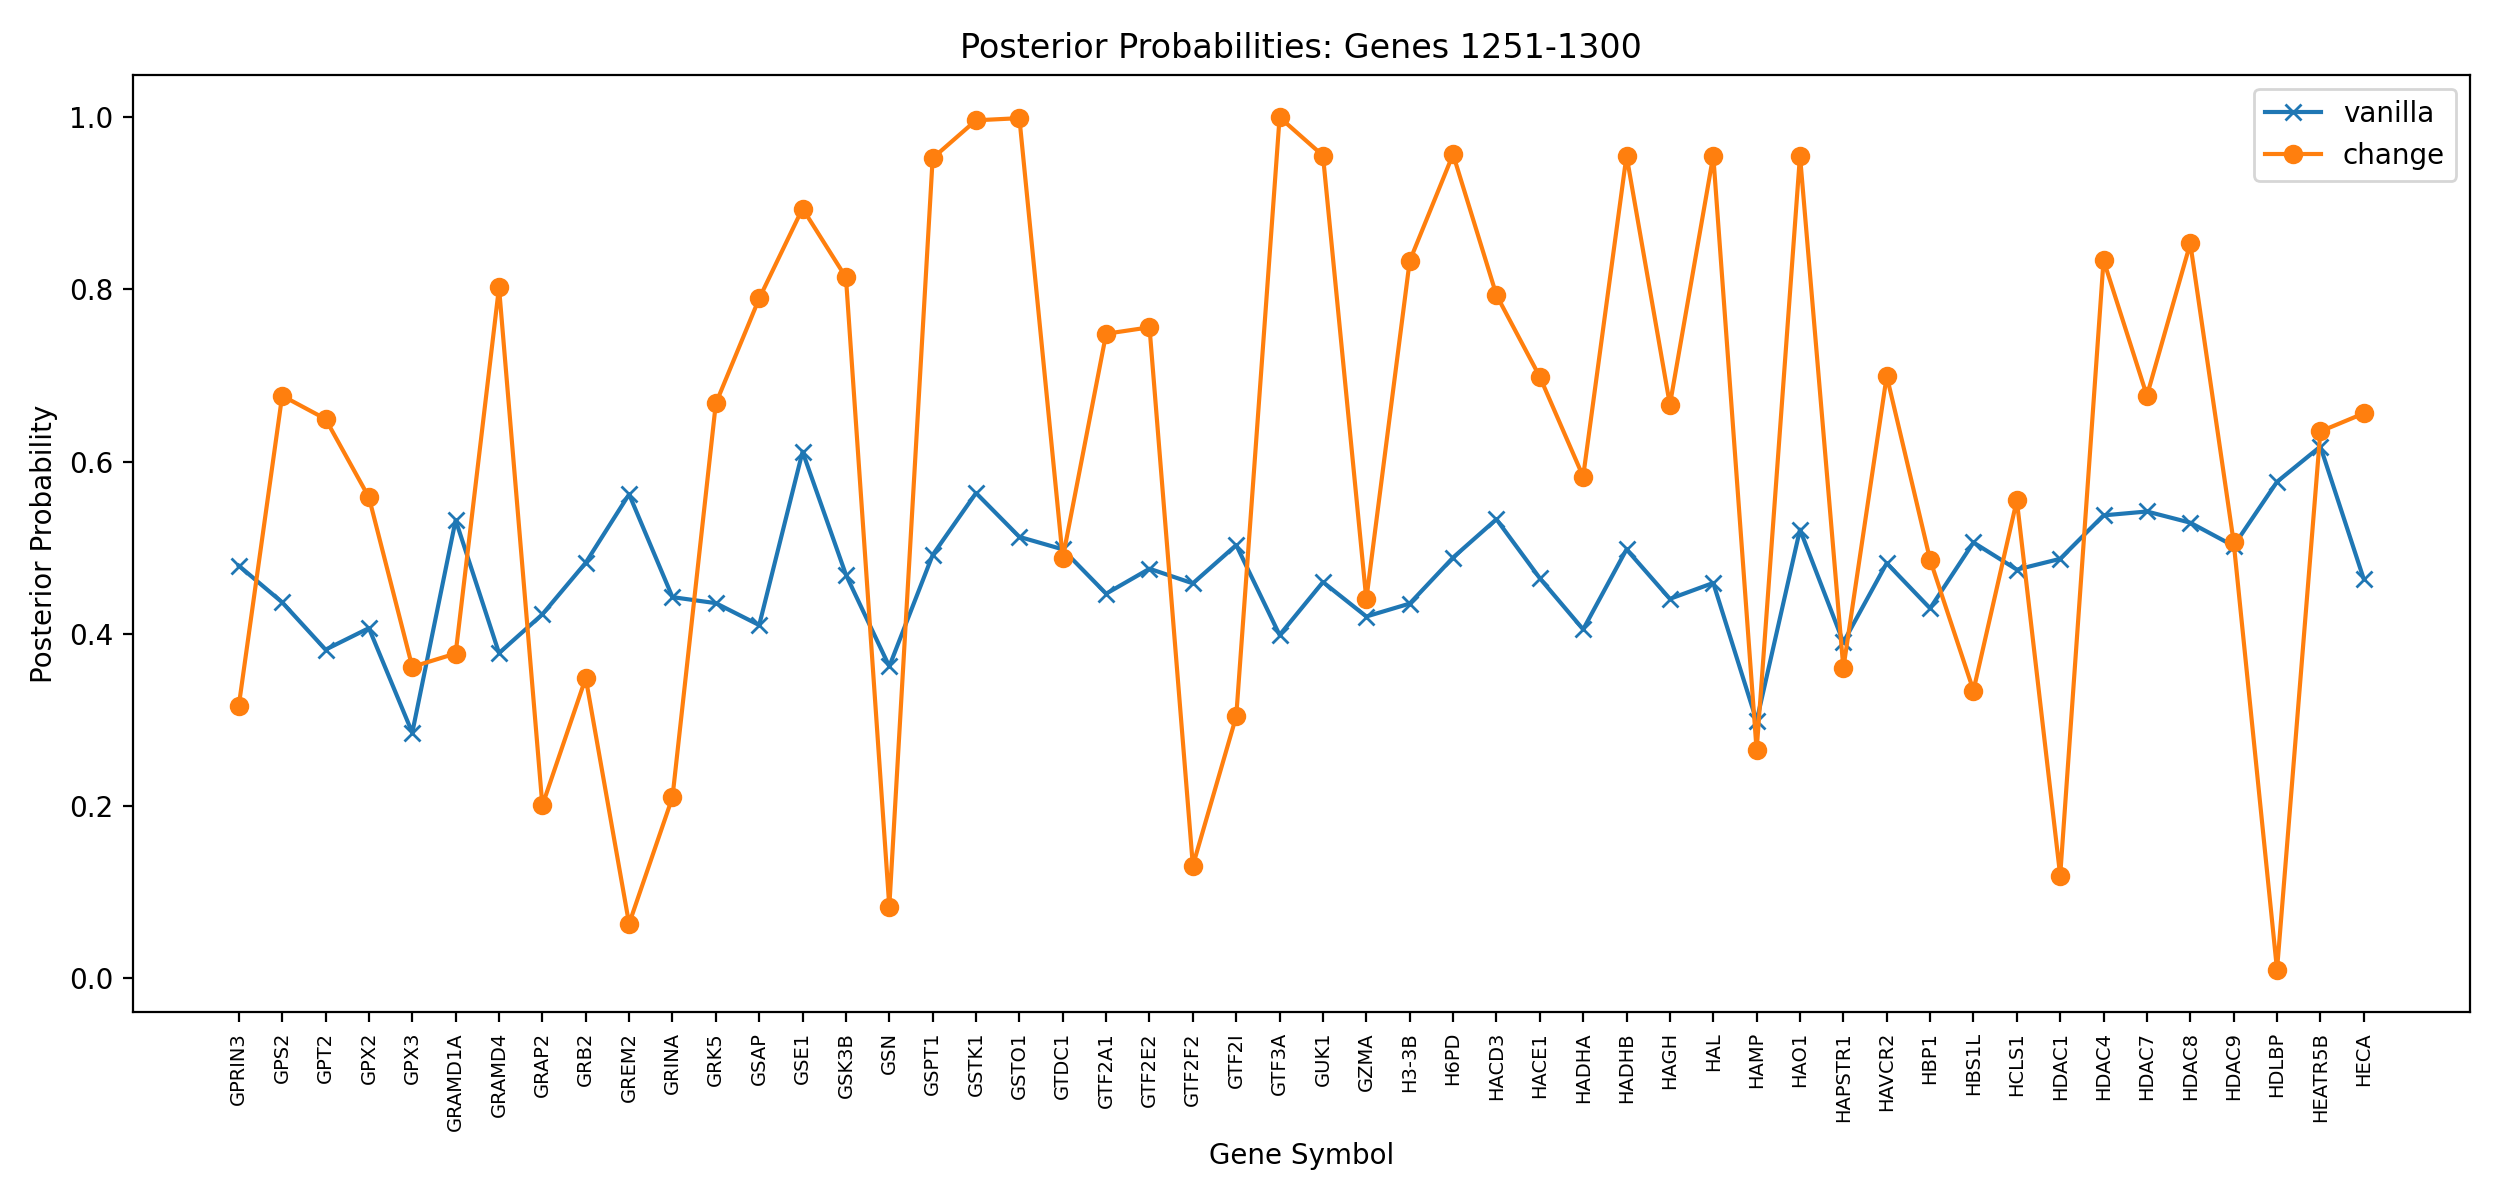 Posterior Probabilities: Genes 1251-1300
vanilla
change
Posterior Probability
1.0
0.8
0.6
0.4
0.2
0.0
GPRIN3
GPS2
GPT2
GPX2
GPX3
GRAMD1A
GRAMD4
GRAP2
GRB2
GREM2
GRINA
GRK5
GSAP
GSE1
GSK3B
GSN
GSPT1
GSTK1
GSTO1
GTDC1
GTF2A1
GTF2E2
GTF2F2
GTF2I
GTF3A
GUK1
GZMA
H3-3B
H6PD
HACD3
HACE1
HADHA
HADHB
HAGH
HAL
HAMP
HAO1
HAPSTR1
HAVCR2
HBP1
HBS1L
HCLS1
HDAC1
HDAC4
HDAC7
HDAC8
HDAC9
HDLBP
HEATR5B
HECA
Gene Symbol